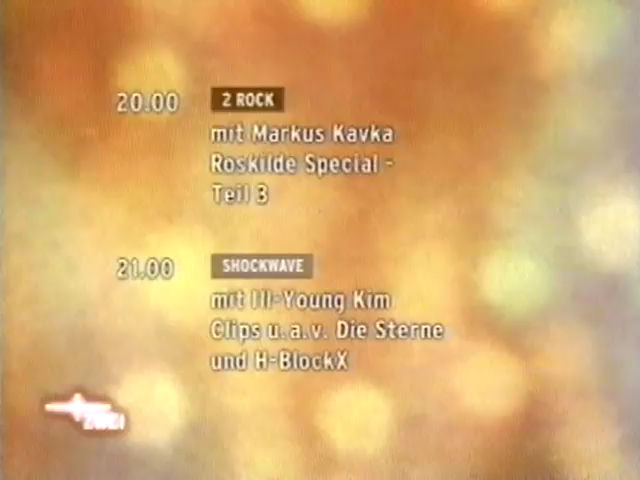 20.00 2 ROCK
mit Markus Kavka
Roskilde Special -
Teil 3
21.00 SHOCKWAVE
mit Ill-Young Kim
Clips u.a.v. Die Sterne
und H-BlockX
ZWEI